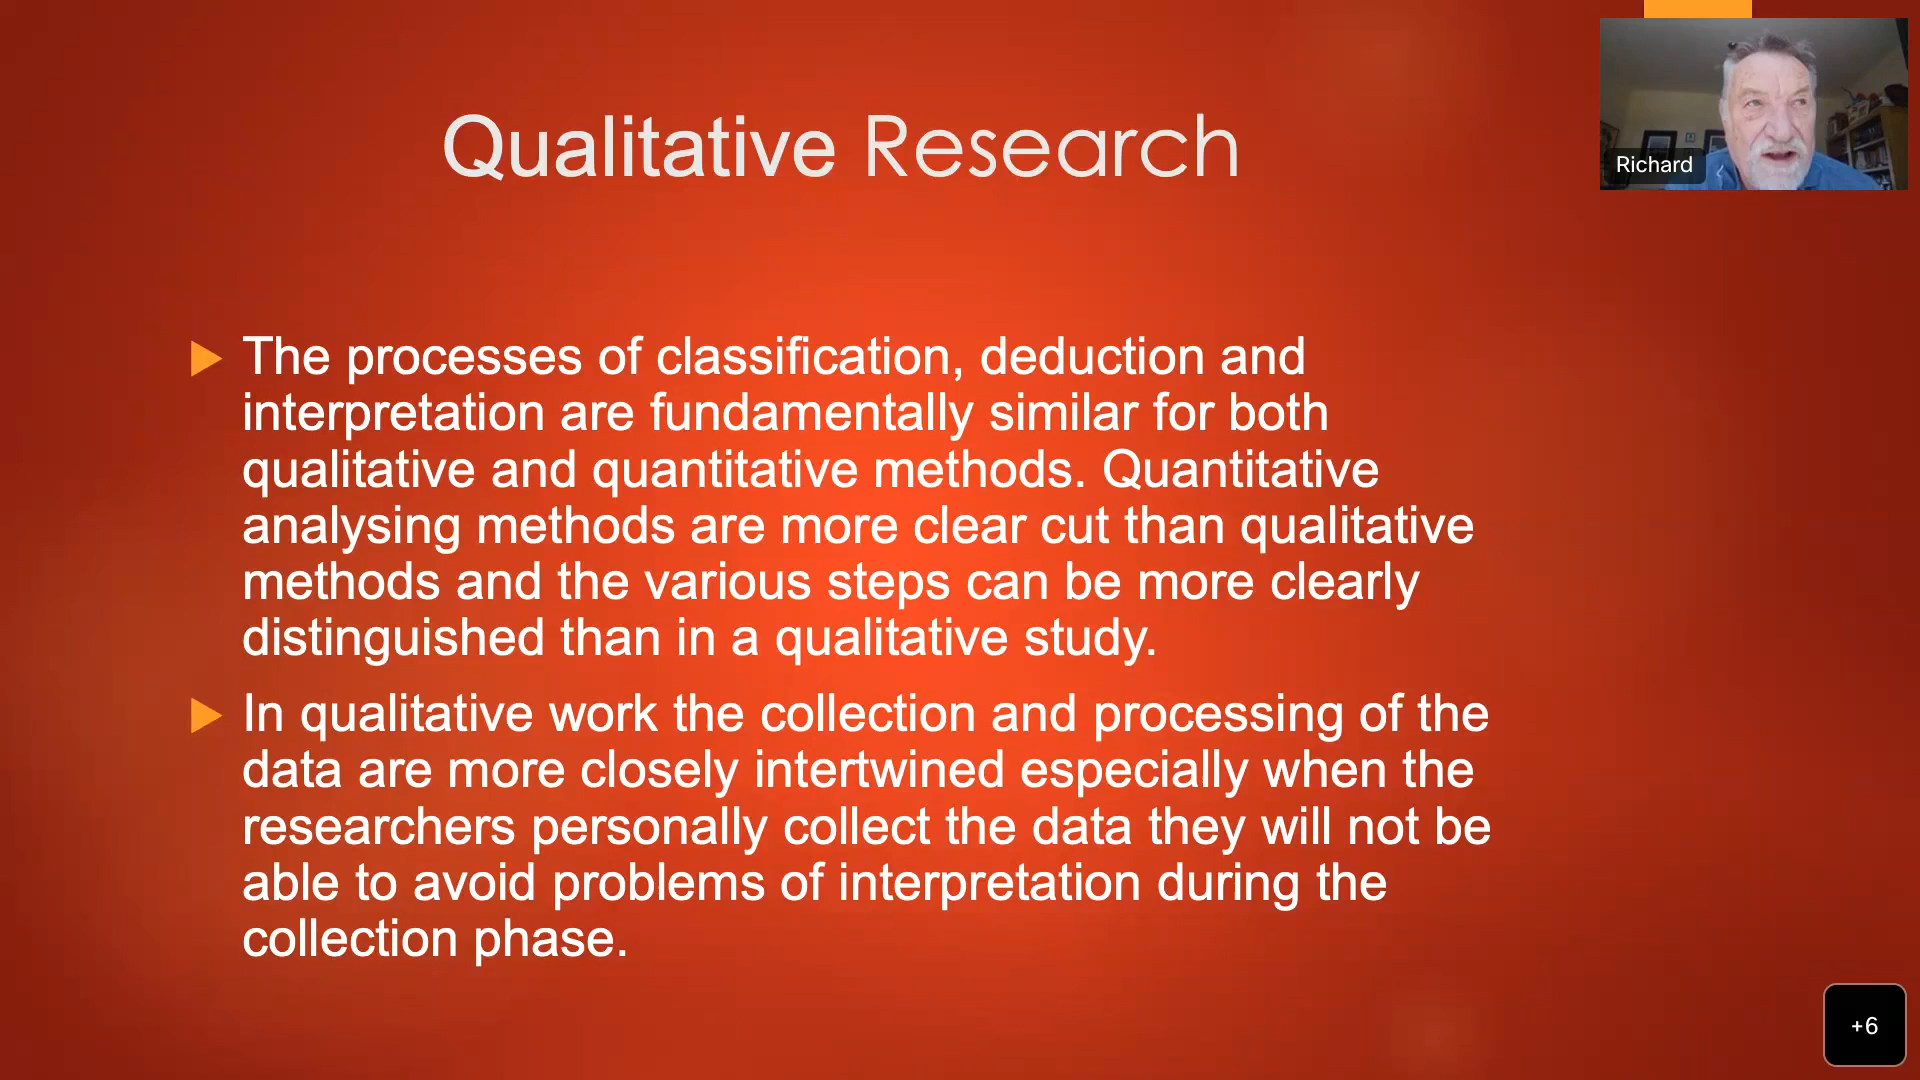 Qualitative Research
Richard
The processes of classification, deduction and
interpretation are fundamentally similar for both
qualitative and quantitative methods. Quantitative
analysing methods are more clear cut than qualitative
methods and the various steps can be more clearly
distinguished than in a qualitative study.
In qualitative work the collection and processing of the
data are more closely intertwined especially when the
researchers personally collect the data they will not be
able to avoid problems of interpretation during the
collection phase.
+6